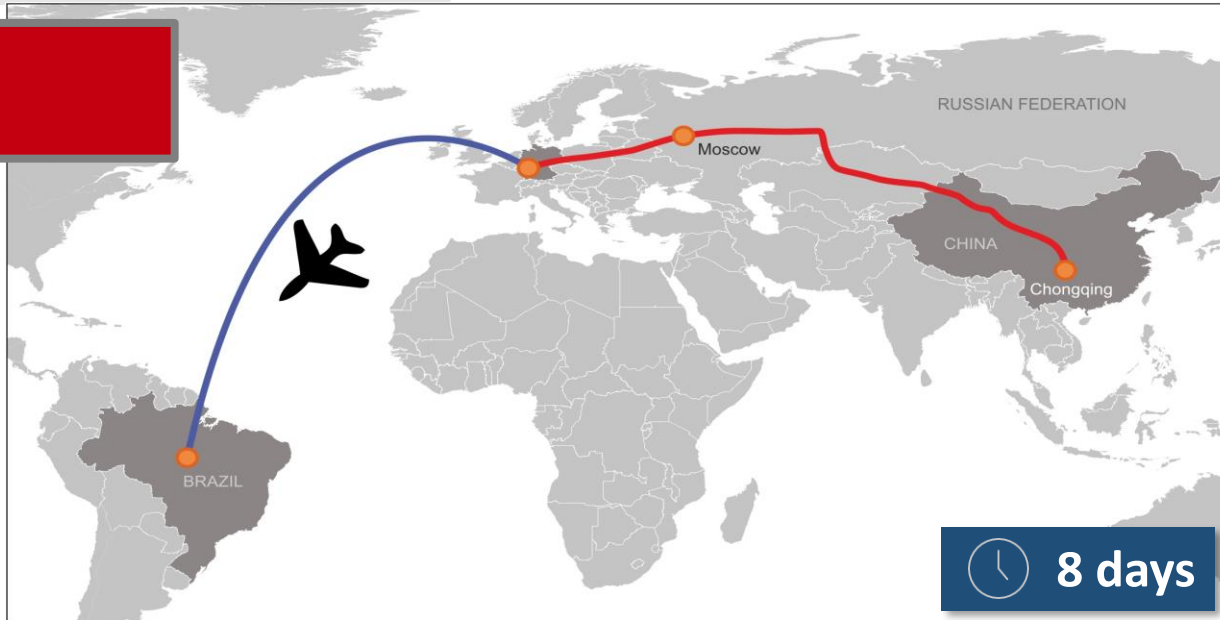 RUSSIAN FEDERATION
Moscow
CHINA
Chongqing
BRAZIL
8 days